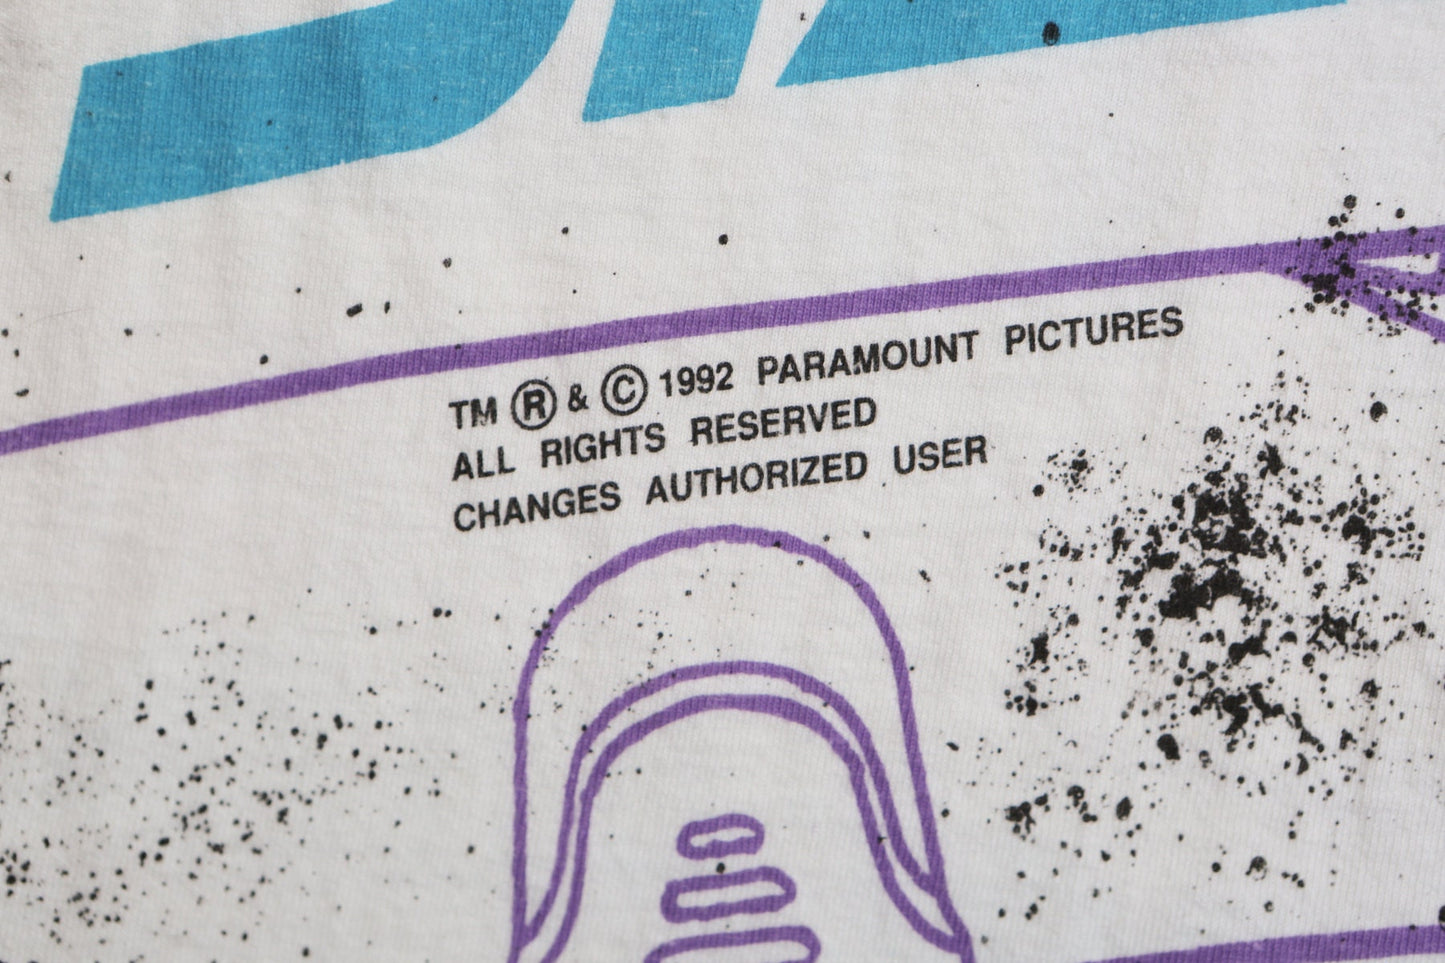 TM ® & © 1992 PARAMOUNT PICTURES
ALL RIGHTS RESERVED
CHANGES AUTHORIZED USER